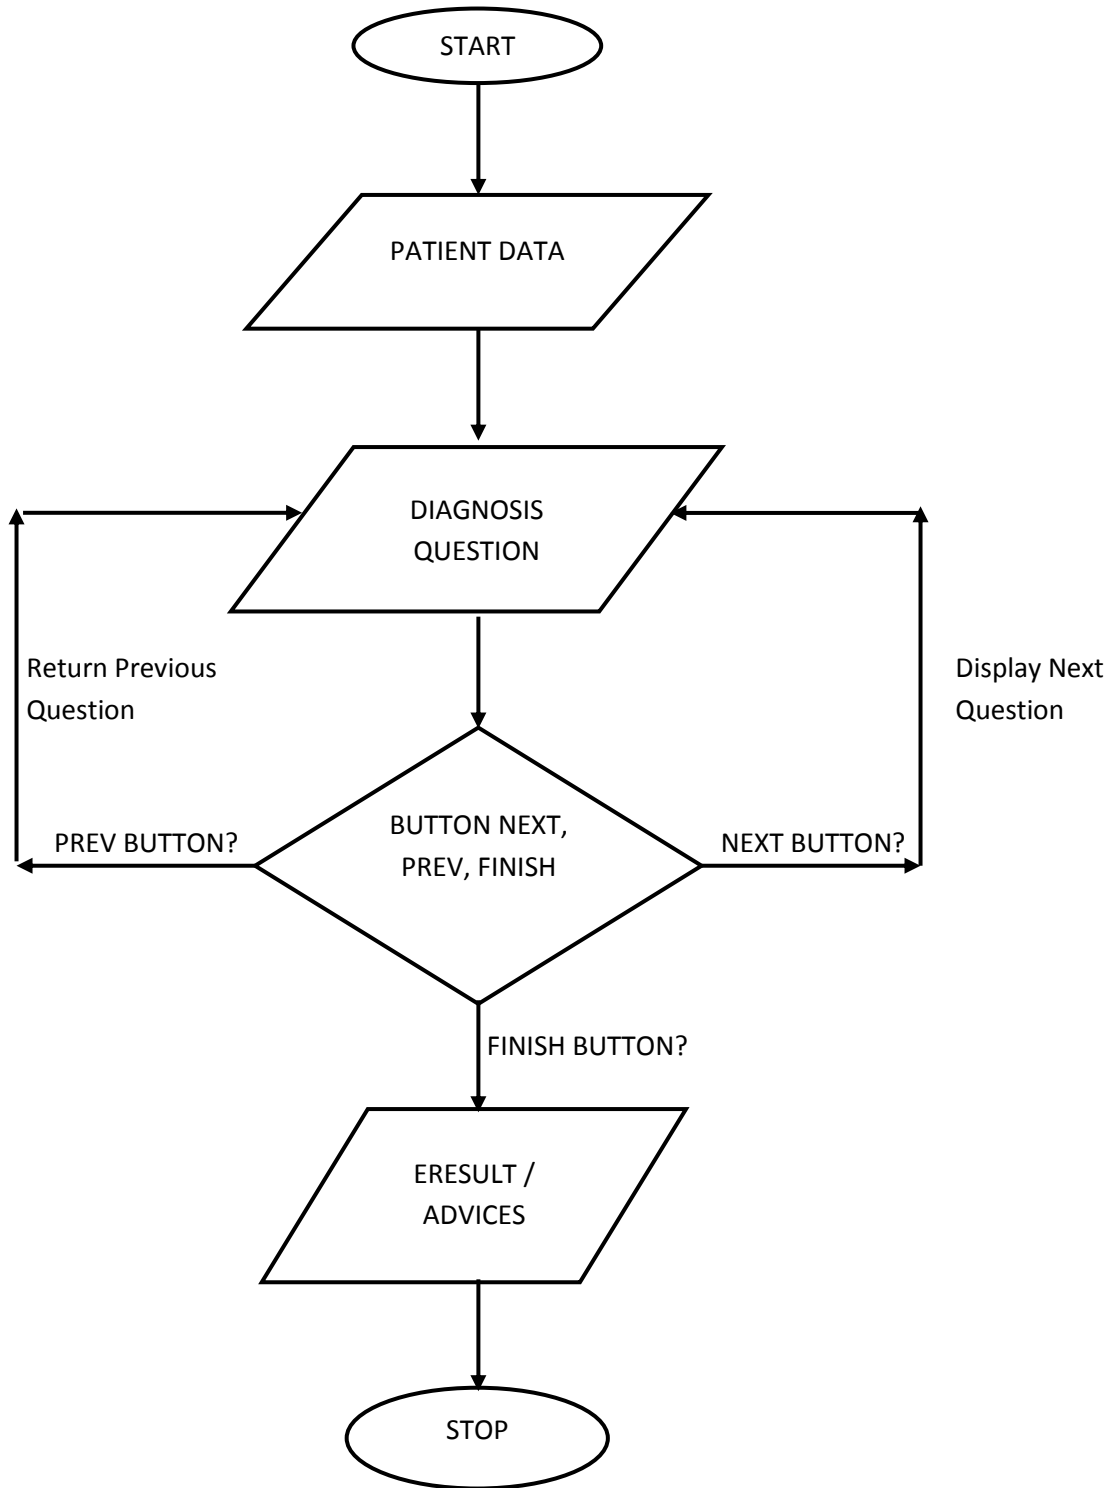 START
PATIENT DATA
DIAGNOSIS
QUESTION
Return Previous
Question
Display Next
Question
PREV BUTTON?
BUTTON NEXT,
PREV, FINISH
NEXT BUTTON?
FINISH BUTTON?
ERESULT /
ADVICES
STOP